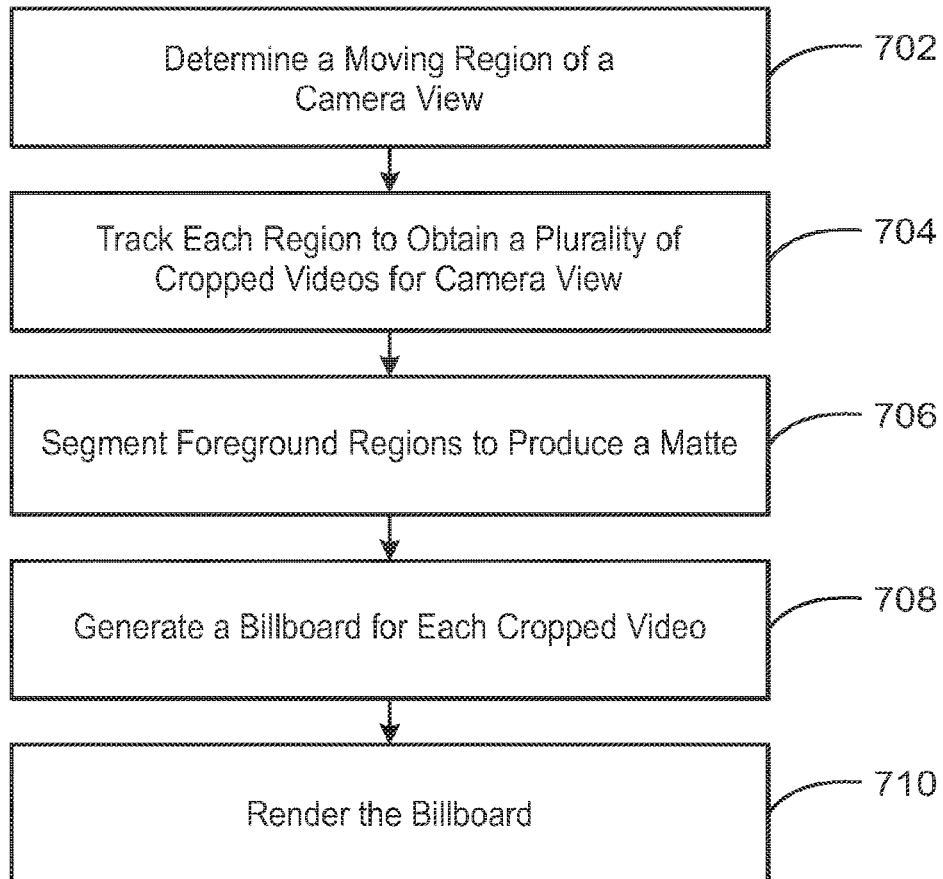 Determine a Moving Region of a
Camera View
702
Track Each Region to Obtain a Plurality of
Cropped Videos for Camera View
704
Segment Foreground Regions to Produce a Matte
706
Generate a Billboard for Each Cropped Video
708
Render the Billboard
710